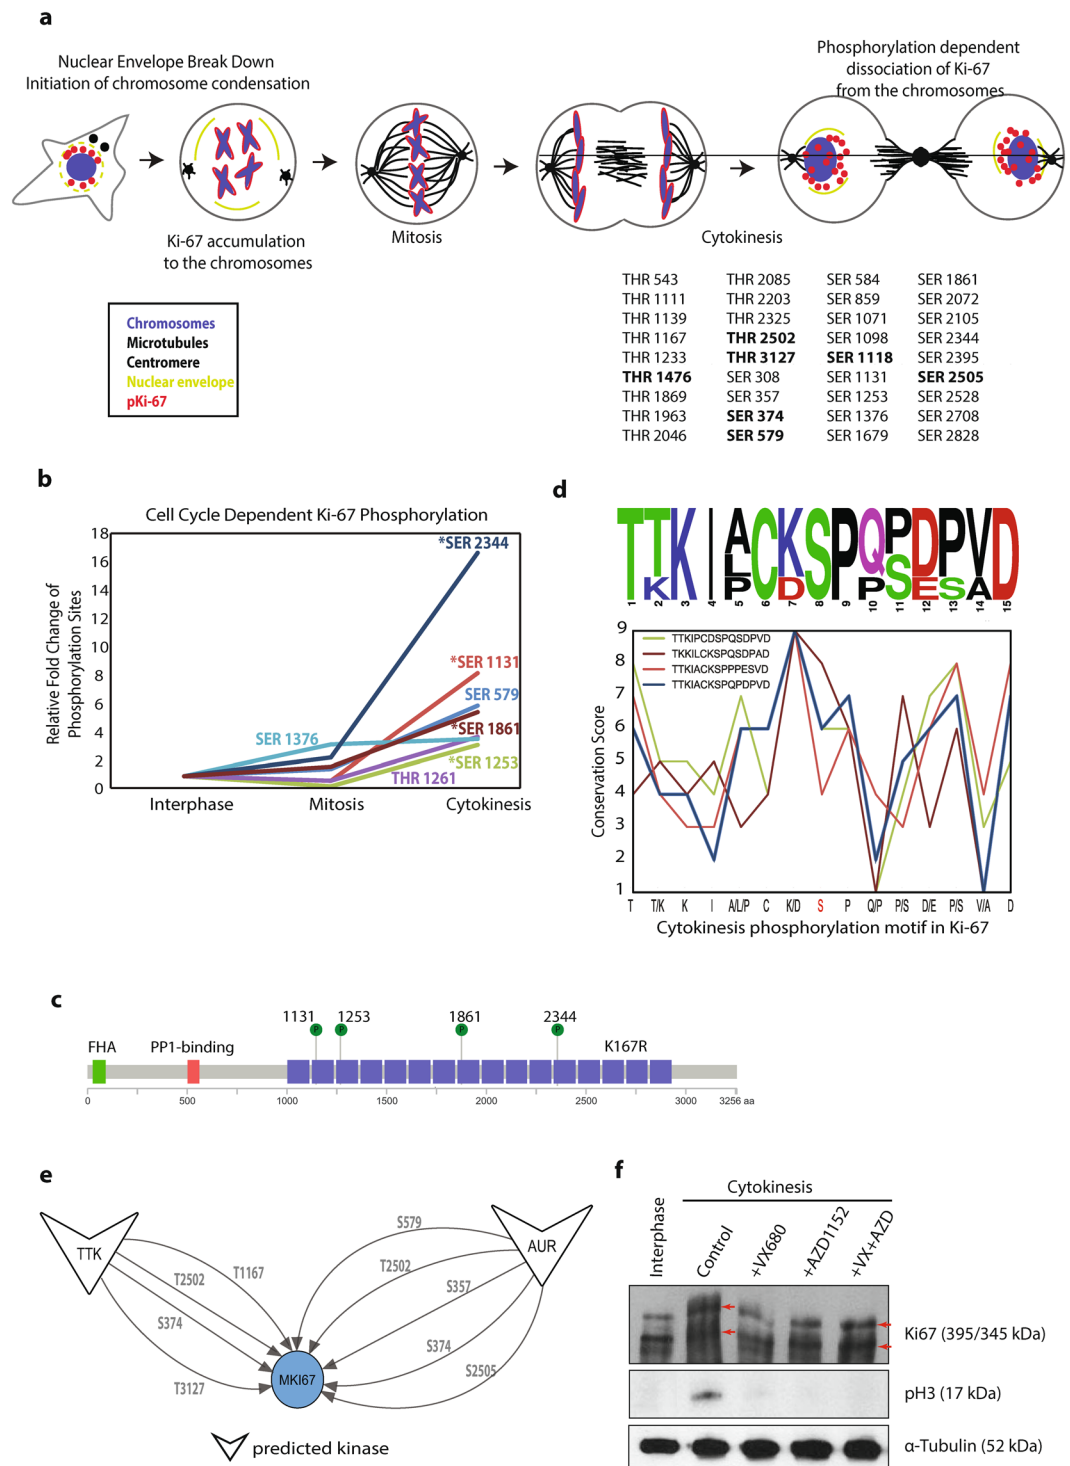 a
Nuclear Envelope Break Down
Initiation of chromosome condensation
Phosphorylation dependent
dissociation of Ki-67
from the chromosomes
Ki-67 accumulation
to the chromosomes
Mitosis
Cytokinesis
Chromosomes
Microtubules
Centromere
Nuclear envelope
pKi-67
THR 543 THR 2085 SER 584 SER 1861
THR 1111 THR 2203 SER 859 SER 2072
THR 1139 THR 2325 SER 1071 SER 2105
THR 1167 THR 2502 SER 1098 SER 2344
THR 1233 THR 3127 SER 1118 SER 2395
THR 1476 SER 308 SER 1131 SER 2505
THR 1869 SER 357 SER 1253 SER 2528
THR 1963 SER 374 SER 1376 SER 2708
THR 2046 SER 579 SER 1679 SER 2828
b
Cell Cycle Dependent Ki-67 Phosphorylation
Relative Fold Change of
Phosphorylation Sites
18
16
14
12
10
8
6
4
2
0
*SER 2344
*SER 1131
SER 579
*SER 1861
SER 1376
*SER 1253
THR 1261
Interphase Mitosis Cytokinesis
d
T T K I A C K S P Q P D P V D
K L D P S E S A
P
1 2 3 4 5 6 7 8 9 10 11 12 13 14 15
Conservation Score
9
8
7
6
5
4
3
2
1
TTKIPCDSPQSDPVD
TKKILCKSPQSDPAD
TTKIACKSPPPESVD
TTKIACKSPQPDPVD
T T/K K I A/L/P C K/D S P Q/P P/S D/E P/S V/A D
Cytokinesis phosphorylation motif in Ki-67
c
1131 1253 1861 2344
P P P P
FHA PP1-binding K167R
0 500 1000 1500 2000 2500 3000 3256 aa
e
TTK
AUR
S579
T2502
T1167
T2502
S357
S374
S374
S2505
T3127
MKI67
predicted kinase
f
Cytokinesis
Interphase
Control
+VX680
+AZD1152
+VX+AZD
Ki67 (395/345 kDa)
pH3 (17 kDa)
α-Tubulin (52 kDa)